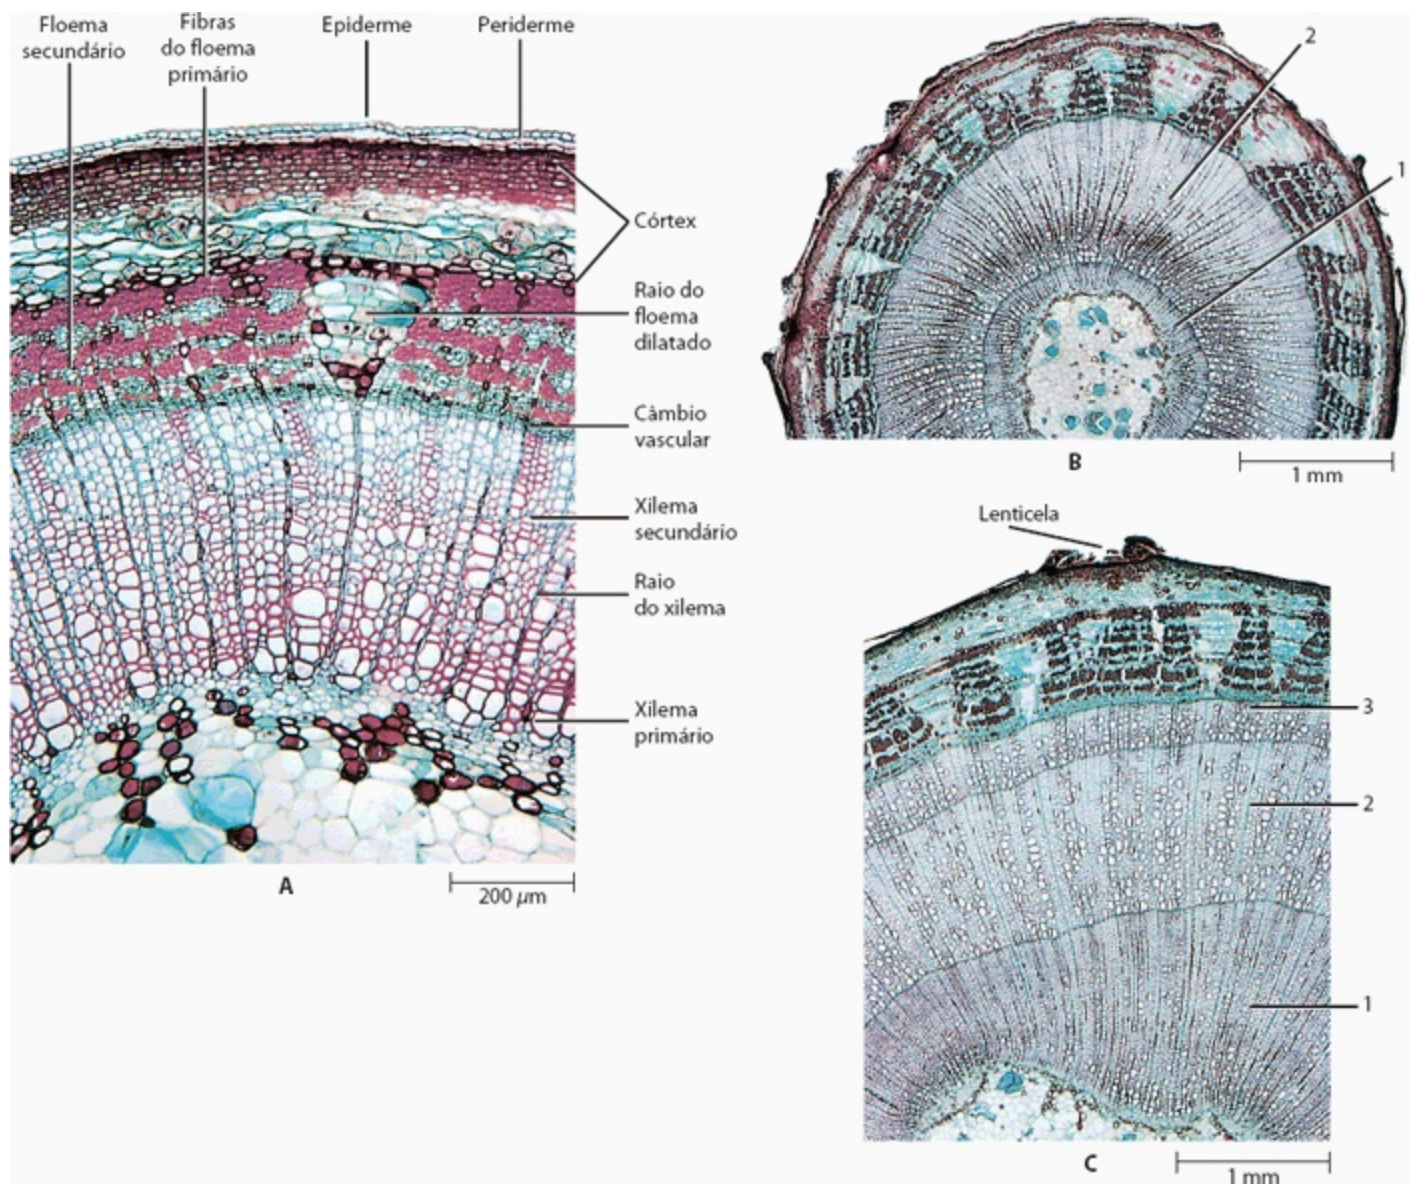 Floema
secundário
Fibras
do floema
primário
Epiderme
Periderme
Córtex
Raio do
floema
dilatado
Câmbio
vascular
Xilema
secundário
Raio
do xilema
Xilema
primário
A
200 μm
2
1
B
1 mm
Lenticela
3
2
1
C
1 mm